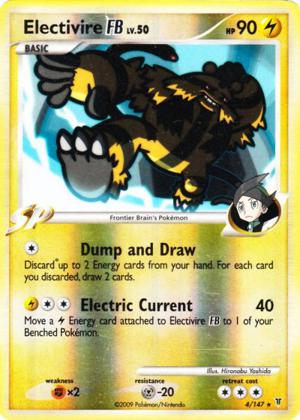 Electivire FB LV.50 HP 90
BASIC
SP
Frontier Brain's Pokémon
Dump and Draw
Discard up to 2 Energy cards from your hand. For each card
you discarded, draw 2 cards.
Electric Current 40
Move a Energy card attached to Electivire FB to 1 of your
Benched Pokémon.
Illus. Hironobu Yoshida
weakness resistance retreat cost
×2 -20
©2009 Pokémon/Nintendo 4/147 ★